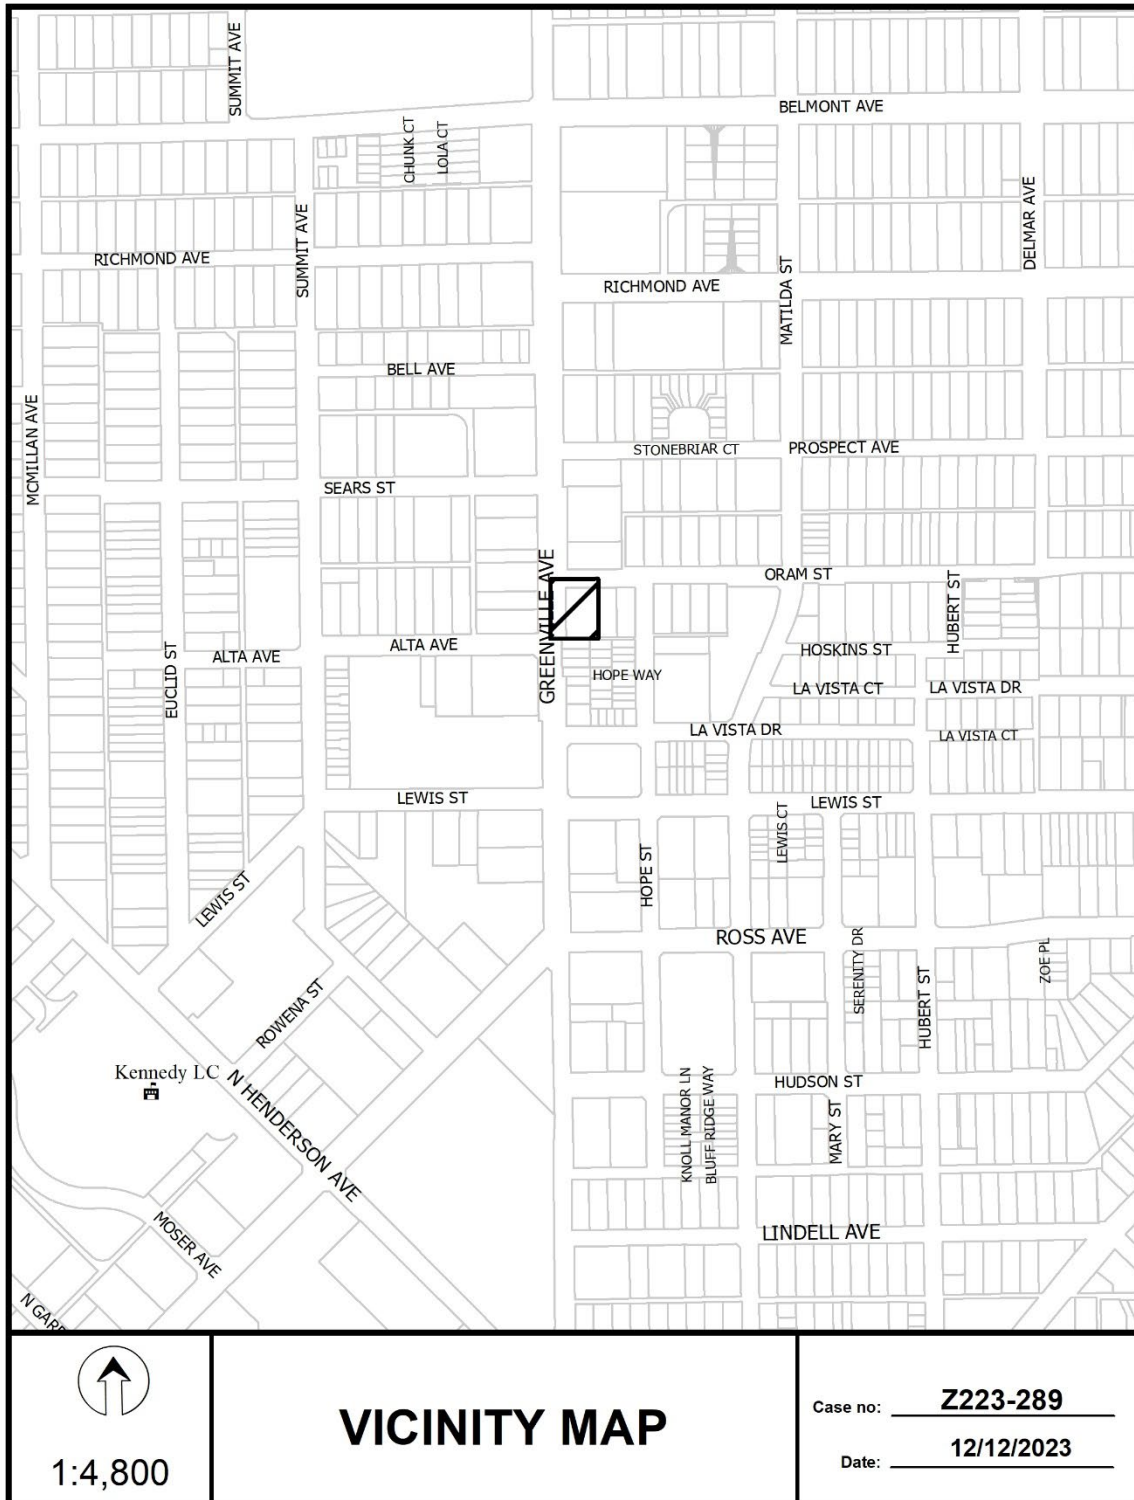 SUMMIT AVE
BELMONT AVE
CHUNK CT
LOLA CT
DELMAR AVE
SUMMIT AVE
RICHMOND AVE
MATILDA ST
RICHMOND AVE
BELL AVE
MCMILLAN AVE
STONEBRIAR CT
PROSPECT AVE
SEARS ST
GREENVILLE AVE
ORAM ST
HUBERT ST
EUCLID ST
ALTA AVE
ALTA AVE
HOSKINS ST
HOPE WAY
LA VISTA CT
LA VISTA DR
LA VISTA DR
LA VISTA CT
LEWIS ST
LEWIS ST
LEWIS CT
HOPE ST
LEWIS ST
ROSS AVE
SERENITY DR
ZOE PL
HUBERT ST
ROWENA ST
Kennedy LC
N HENDERSON AVE
HUDSON ST
KNOLL MANOR LN
BLUFF RIDGE WAY
MARY ST
MOSER AVE
LINDELL AVE
N GARR
1:4,800
VICINITY MAP
Case no: Z223-289
Date: 12/12/2023